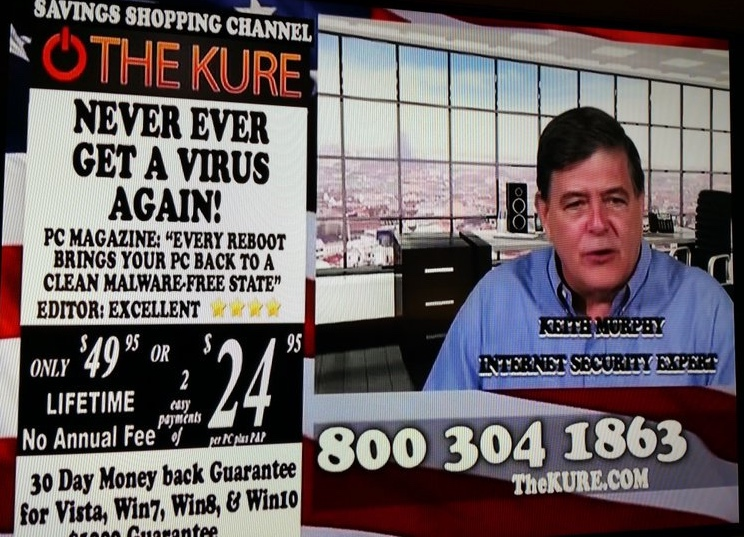 SAVINGS SHOPPING CHANNEL
THE KURE
NEVER EVER
GET A VIRUS
AGAIN!
PC MAGAZINE: "EVERY REBOOT
BRINGS YOUR PC BACK TO A
CLEAN MALWARE-FREE STATE"
EDITOR: EXCELLENT
ONLY $49 95 OR
LIFETIME
No Annual Fee
2
easy
payments
of
$24 95
per PC plus P&P
30 Day Money back Guarantee
for Vista, Win7, Win8, & Win10
Guarantee
KEITH MURPHY
INTERNET SECURITY EXPERT
800 304 1863
TheKURE.COM